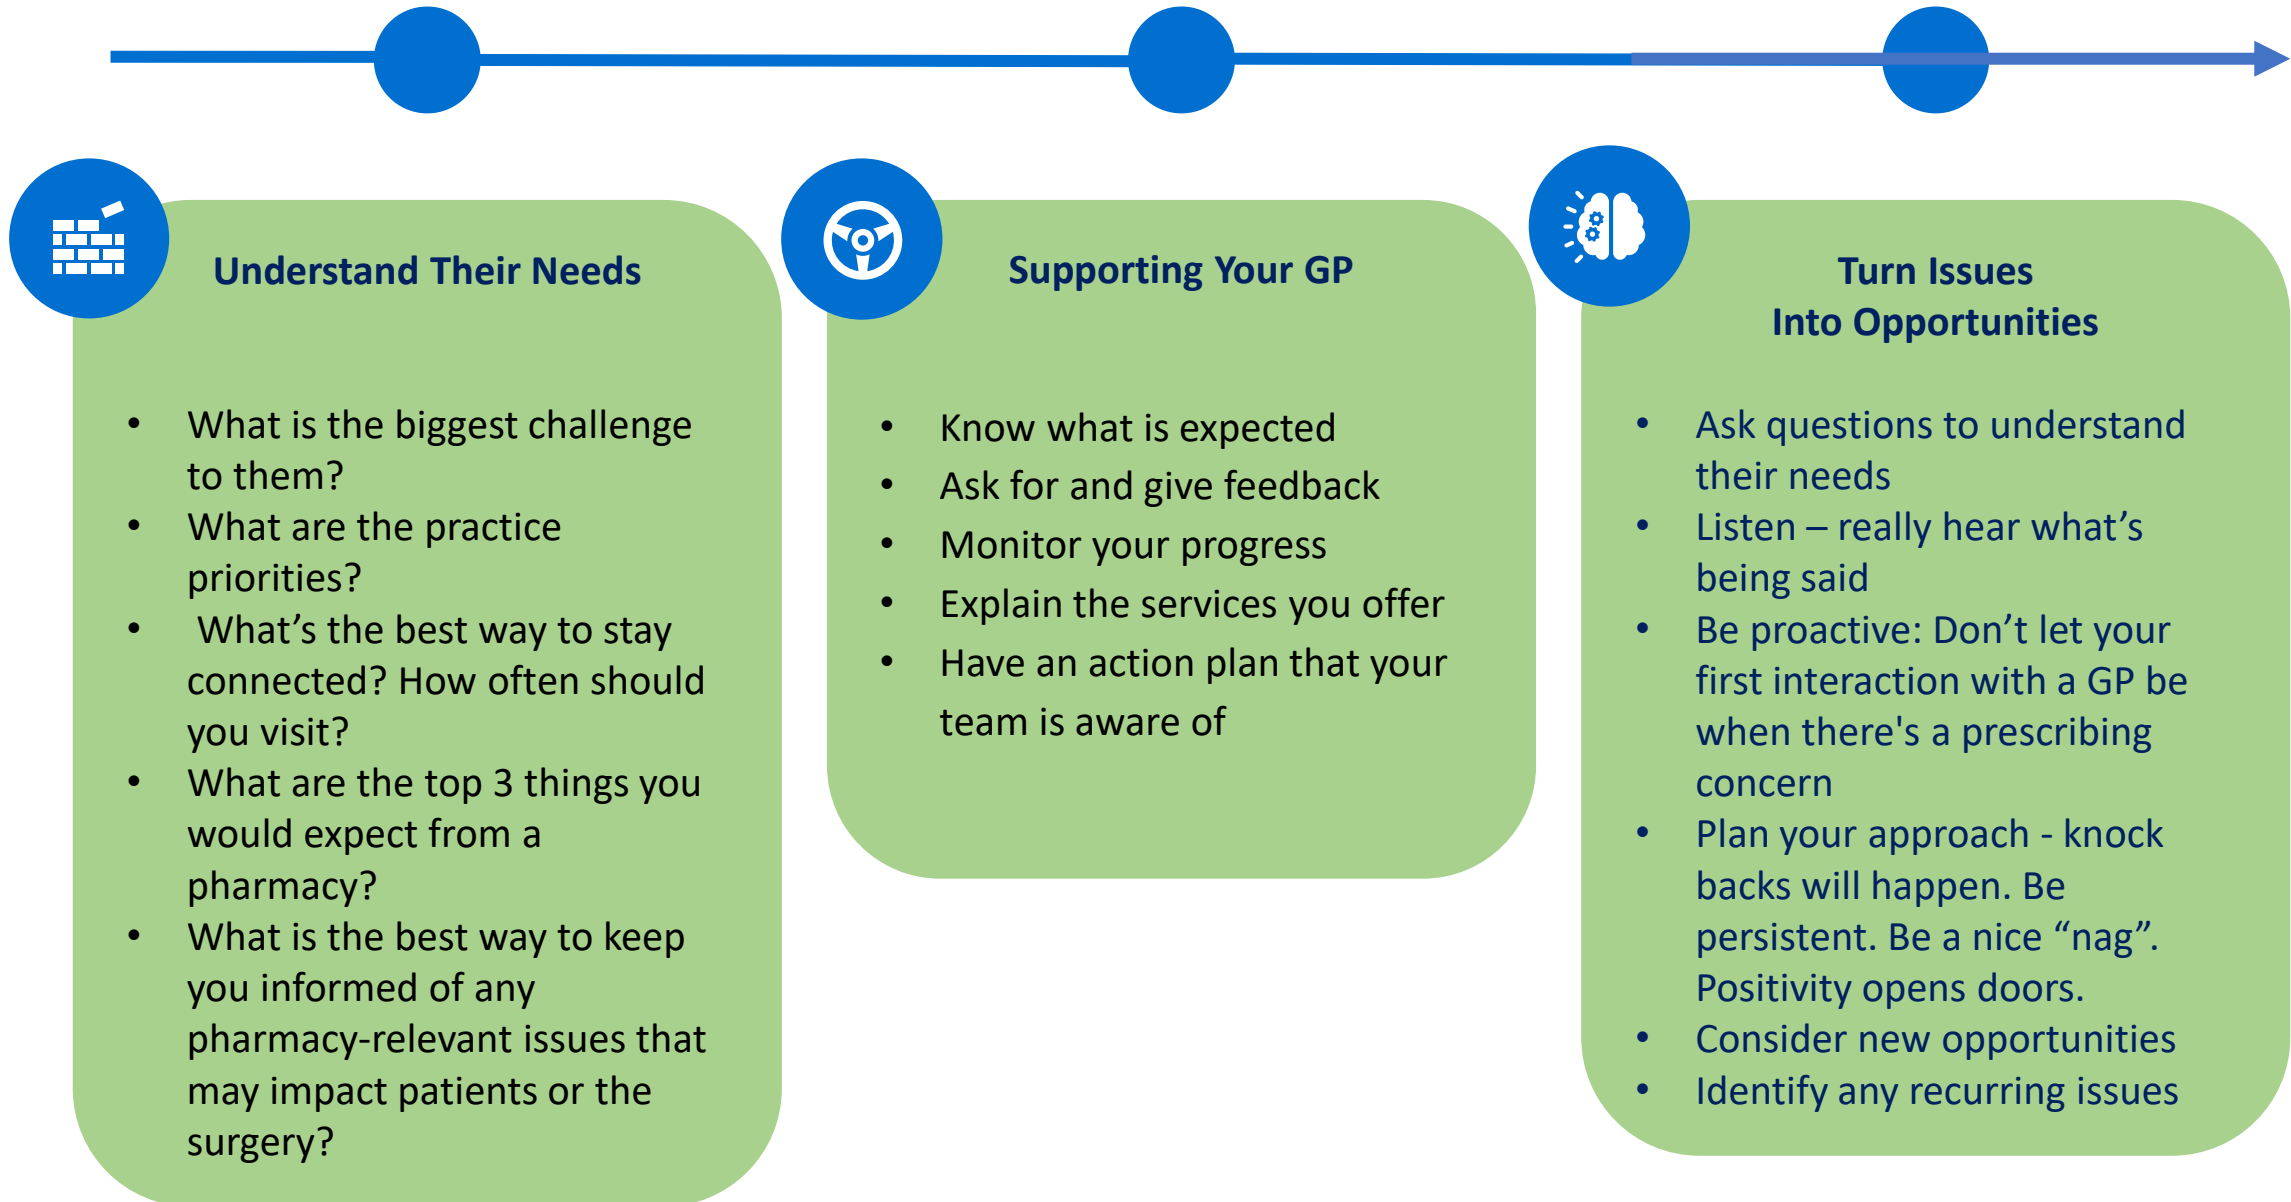 Understand Their Needs
• What is the biggest challenge
to them?
• What are the practice
priorities?
• What’s the best way to stay
connected? How often should
you visit?
• What are the top 3 things you
would expect from a
pharmacy?
• What is the best way to keep
you informed of any
pharmacy-relevant issues that
may impact patients or the
surgery?
Supporting Your GP
• Know what is expected
• Ask for and give feedback
• Monitor your progress
• Explain the services you offer
• Have an action plan that your
team is aware of
Turn Issues
Into Opportunities
• Ask questions to understand
their needs
• Listen – really hear what’s
being said
• Be proactive: Don’t let your
first interaction with a GP be
when there's a prescribing
concern
• Plan your approach - knock
backs will happen. Be
persistent. Be a nice “nag”.
Positivity opens doors.
• Consider new opportunities
• Identify any recurring issues